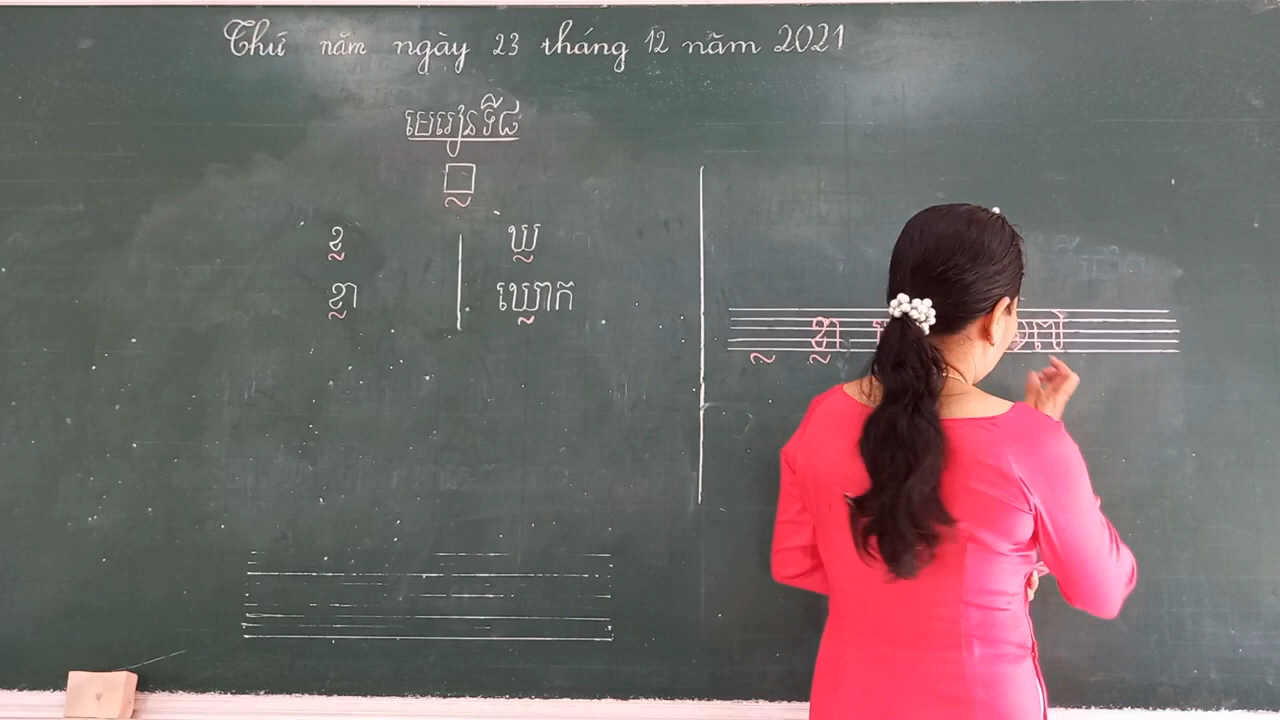 Thứ năm ngày 23 tháng 12 năm 2021
មេរៀនទី៨
ខ្ល ឃ្ល
ខ្លា ឃ្លោក
ខ្លា